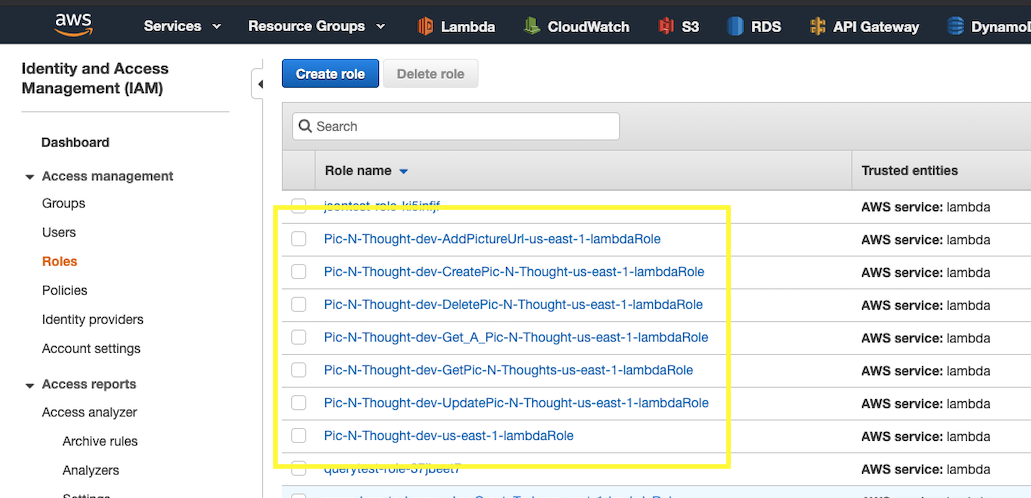 aws Services Resource Groups Lambda CloudWatch S3 RDS API Gateway
Identity and Access
Management (IAM)
Create role Delete role
Search
Dashboard
Access management
Groups
Users
Roles
Policies
Identity providers
Account settings
Access reports
Access analyzer
Archive rules
Analyzers
Settings
Role name Trusted entities
AWS service: lambda
Pic-N-Thought-dev-AddPictureUrl-us-east-1-lambdaRole AWS service: lambda
Pic-N-Thought-dev-CreatePic-N-Thought-us-east-1-lambdaRole AWS service: lambda
Pic-N-Thought-dev-DeletePic-N-Thought-us-east-1-lambdaRole AWS service: lambda
Pic-N-Thought-dev-Get_A_Pic-N-Thought-us-east-1-lambdaRole AWS service: lambda
Pic-N-Thought-dev-GetPic-N-Thoughts-us-east-1-lambdaRole AWS service: lambda
Pic-N-Thought-dev-UpdatePic-N-Thought-us-east-1-lambdaRole AWS service: lambda
Pic-N-Thought-dev-us-east-1-lambdaRole AWS service: lambda
querytest-role-37jbeet7 AWS service: lambda